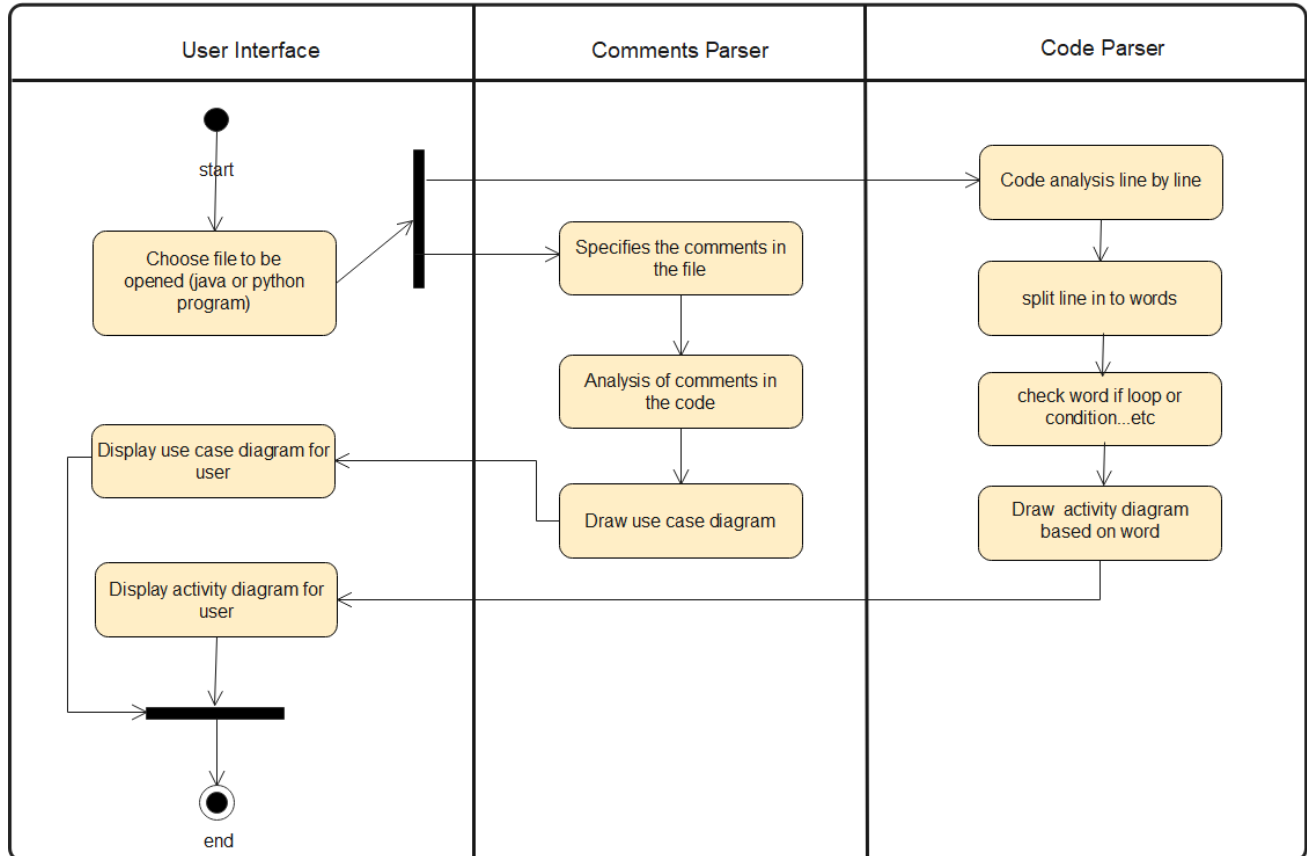 User Interface
Comments Parser
Code Parser
start
Choose file to be
opened (java or python
program)
Specifies the comments in
the file
Analysis of comments in
the code
Draw use case diagram
Code analysis line by line
split line in to words
check word if loop or
condition...etc
Draw activity diagram
based on word
Display use case diagram for
user
Display activity diagram for
user
end